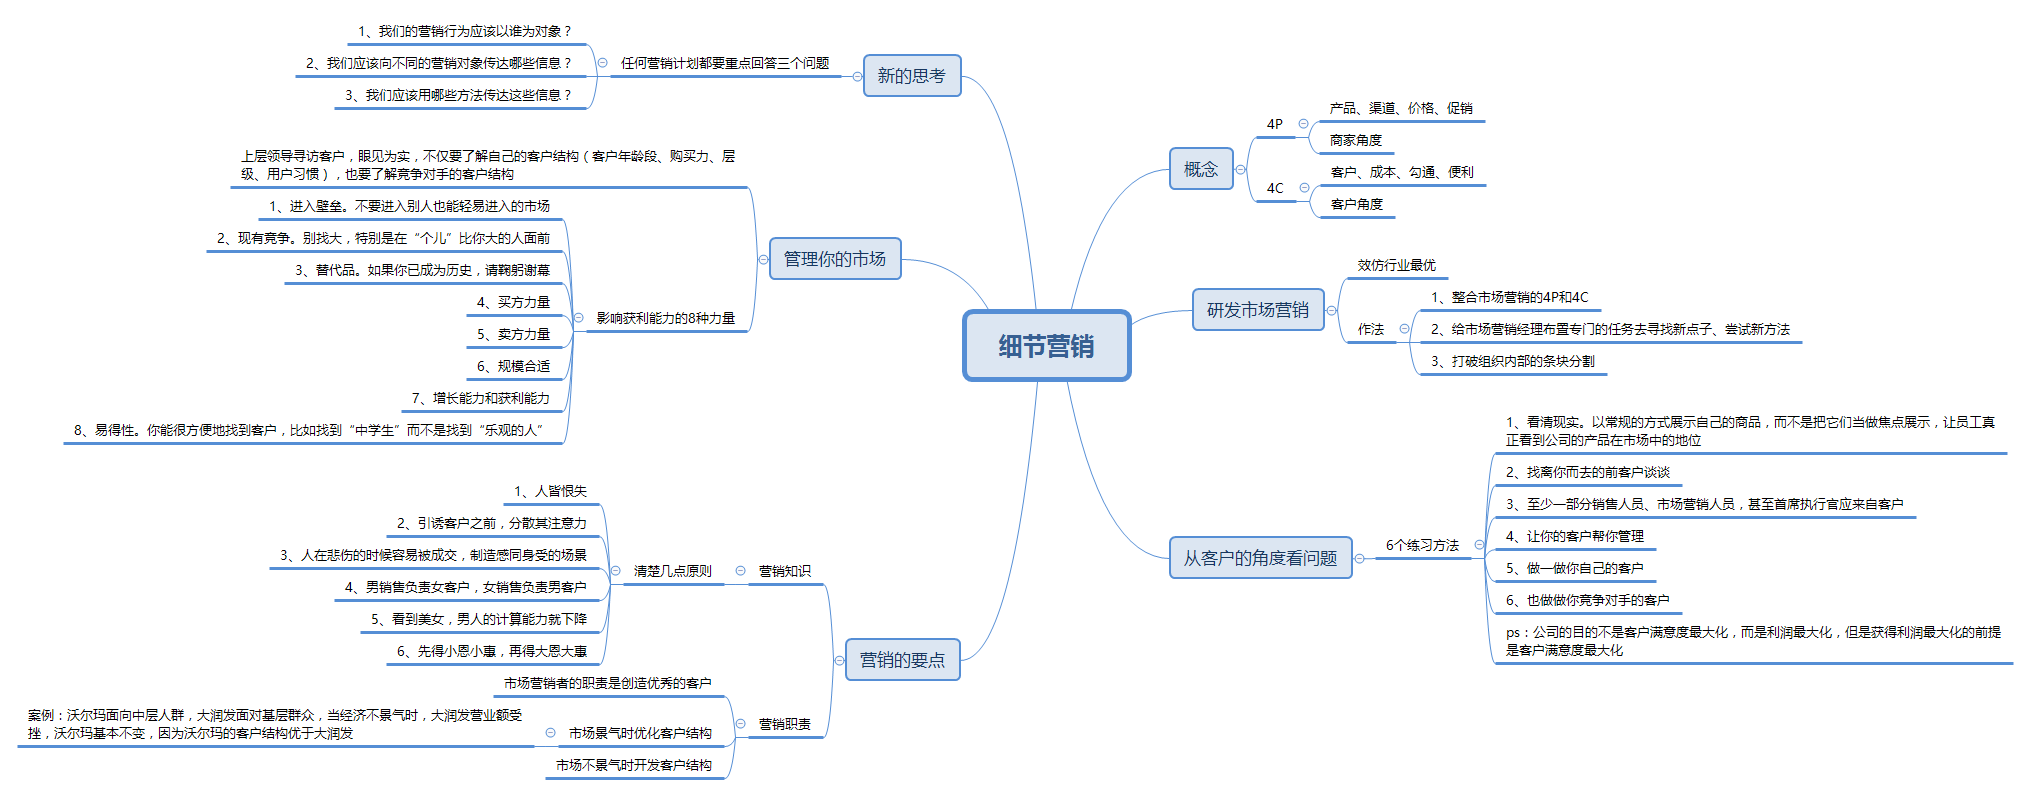 细节营销
概念
4P
产品、渠道、价格、促销
商家角度
4C
客户、成本、勾通、便利
客户角度
研发市场营销
效仿行业最优
作法
1、整合市场营销的4P和4C
2、给市场营销经理布置专门的任务去寻找新点子、尝试新方法
3、打破组织内部的条块分割
从客户的角度看问题
6个练习方法
1、看清现实。以常规的方式展示自己的商品，而不是把它们当做焦点展示，让员工真
正看到公司的产品在市场中的地位
2、找离你而去的前客户谈谈
3、至少一部分销售人员、市场营销人员，甚至首席执行官应来自客户
4、让你的客户帮你管理
5、做一做你自己的客户
6、也做做你竞争对手的客户
ps：公司的目的不是客户满意度最大化，而是利润最大化，但是获得利润最大化的前提
是客户满意度最大化
新的思考
任何营销计划都要重点回答三个问题
1、我们的营销行为应该以谁为对象？
2、我们应该向不同的营销对象传达哪些信息？
3、我们应该用哪些方法传达这些信息？
管理你的市场
上层领导寻访客户，眼见为实，不仅要了解自己的客户结构（客户年龄段、购买力、层
级、用户习惯），也要了解竞争对手的客户结构
影响获利能力的8种力量
1、进入壁垒。不要进入别人也能轻易进入的市场
2、现有竞争。别找大，特别是在“个儿”比你大的人面前
3、替代品。如果你已成为历史，请鞠躬谢幕
4、买方力量
5、卖方力量
6、规模合适
7、增长能力和获利能力
8、易得性。你能很方便地找到客户，比如找到“中学生”而不是找到“乐观的人”
营销的要点
营销知识
清楚几点原则
1、人皆恨失
2、引诱客户之前，分散其注意力
3、人在悲伤的时候容易被成交，制造感同身受的场景
4、男销售负责女客户，女销售负责男客户
5、看到美女，男人的计算能力就下降
6、先得小恩小惠，再得大恩大惠
营销职责
市场营销者的职责是创造优秀的客户
市场景气时优化客户结构
案例：沃尔玛面向中层人群，大润发面对基层群众，当经济不景气时，大润发营业额受
挫，沃尔玛基本不变，因为沃尔玛的客户结构优于大润发
市场不景气时开发客户结构